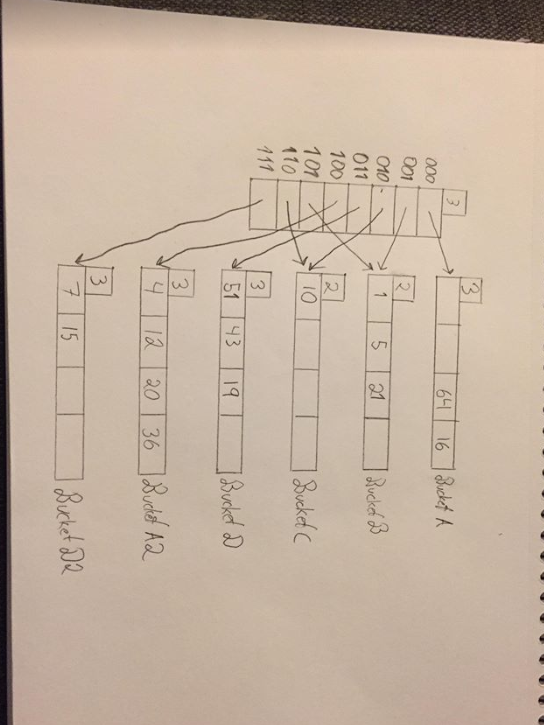 3
000
001
010
011
100
101
110
111
3
64 16
Bucket A
2
1 5 21
Bucket B
2
10
Bucket C
3
51 43 19
Bucket D
3
4 12 20 36
Bucket A2
3
7 15
Bucket D2